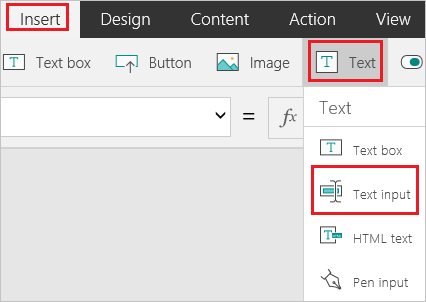 Insert Design Content Action View
T Text box Button Image T Text
= fx
Text
T Text box
Text input
T HTML text
Pen input